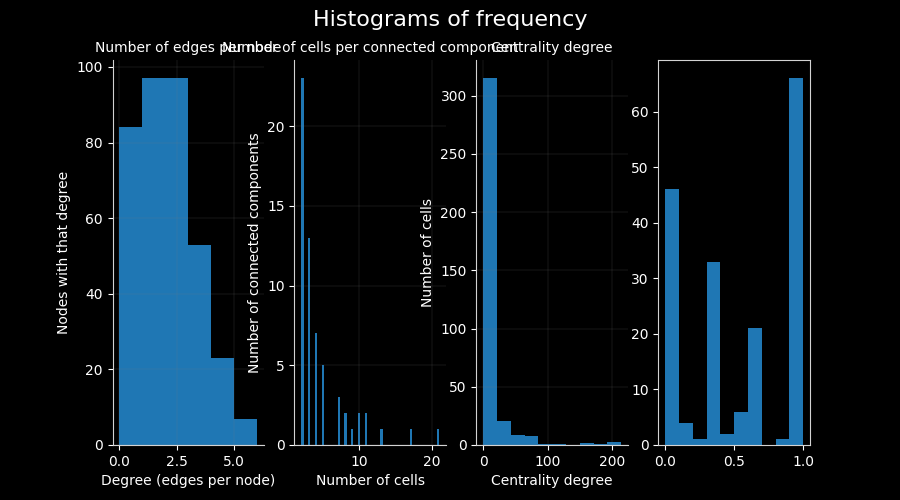 Histograms of frequency
Number of edges per node
Number of cells per connected component
Centrality degree
Nodes with that degree
100
80
60
40
20
0
0.0 2.5 5.0
Degree (edges per node)
Number of connected components
20
15
10
5
0
10 20
Number of cells
Number of cells
300
250
200
150
100
50
0
0 100 200
Centrality degree
60
50
40
30
20
10
0
0.0 0.5 1.0